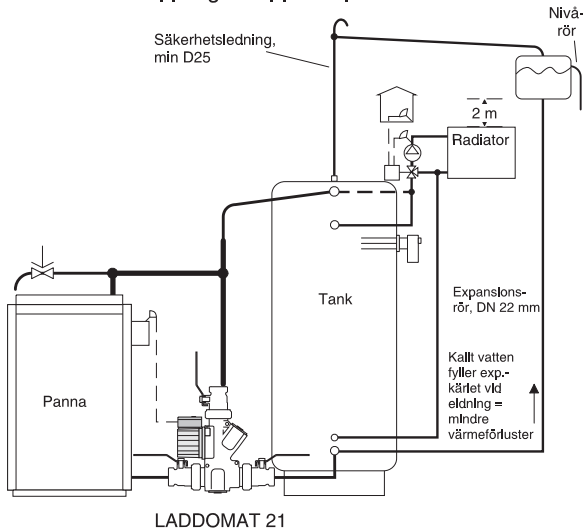 Nivå-
rör
Säkerhetsledning,
min D25
2 m
Radiator
Tank
Expansions-
rör, DN 22 mm
Kallt vatten
fyller exp.-
kärlet vid
eldning =
mindre
värmeförluster
Panna
LADDOMAT 21